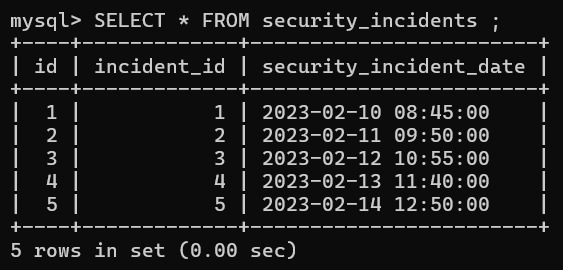 mysql> SELECT * FROM security_incidents ;
+----+-------------+------------------------+
| id | incident_id | security_incident_date |
+----+-------------+------------------------+
|  1 |           1 | 2023-02-10 08:45:00    |
|  2 |           2 | 2023-02-11 09:50:00    |
|  3 |           3 | 2023-02-12 10:55:00    |
|  4 |           4 | 2023-02-13 11:40:00    |
|  5 |           5 | 2023-02-14 12:50:00    |
+----+-------------+------------------------+
5 rows in set (0.00 sec)